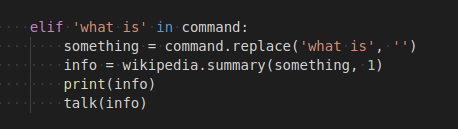 elif 'what is' in command:
    something = command.replace('what is', '')
    info = wikipedia.summary(something, 1)
    print(info)
    talk(info)